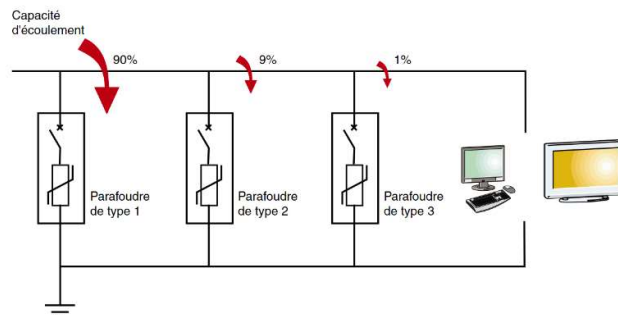 Capacité
d'écoulement
90%
9%
1%
Parafoudre
de type 1
Parafoudre
de type 2
Parafoudre
de type 3